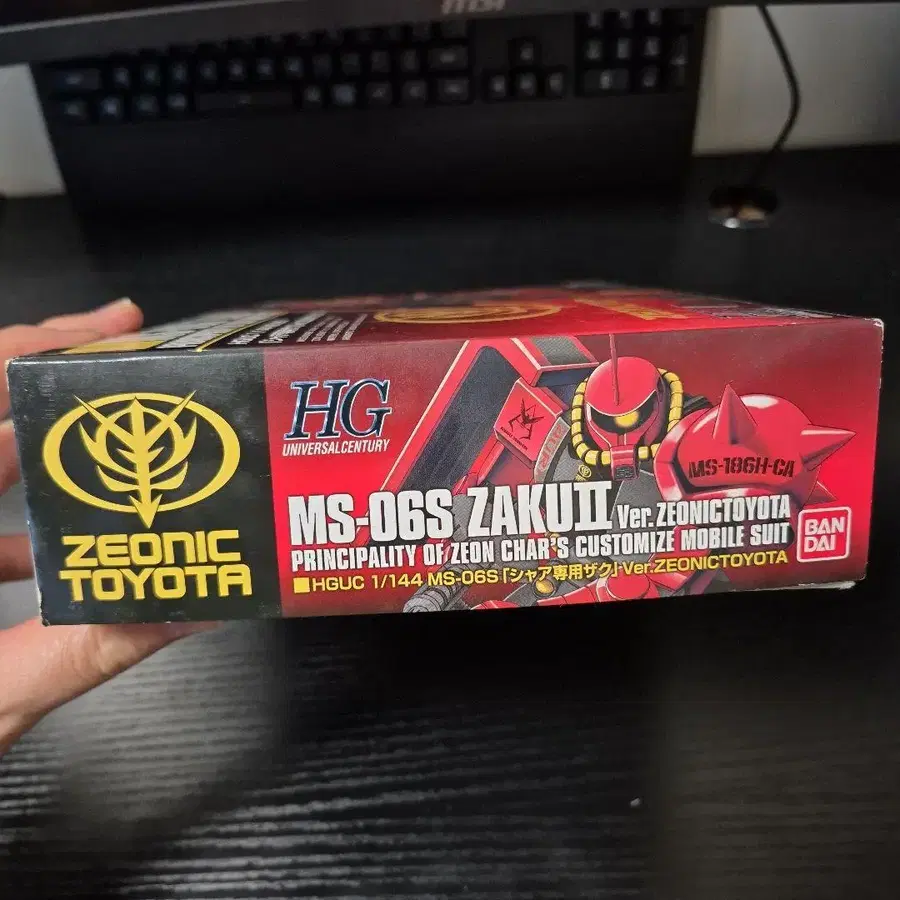 msi
ZEONIC
TOYOTA
HG
UNIVERSALCENTURY
MS-06S ZAKUII Ver.ZEONICTOYOTA
PRINCIPALITY OF ZEON CHAR'S CUSTOMIZE MOBILE SUIT
■HGUC 1/144 MS-06S「シャア専用ザク」Ver.ZEONICTOYOTA
MS-186H-CA
BAN
DAI